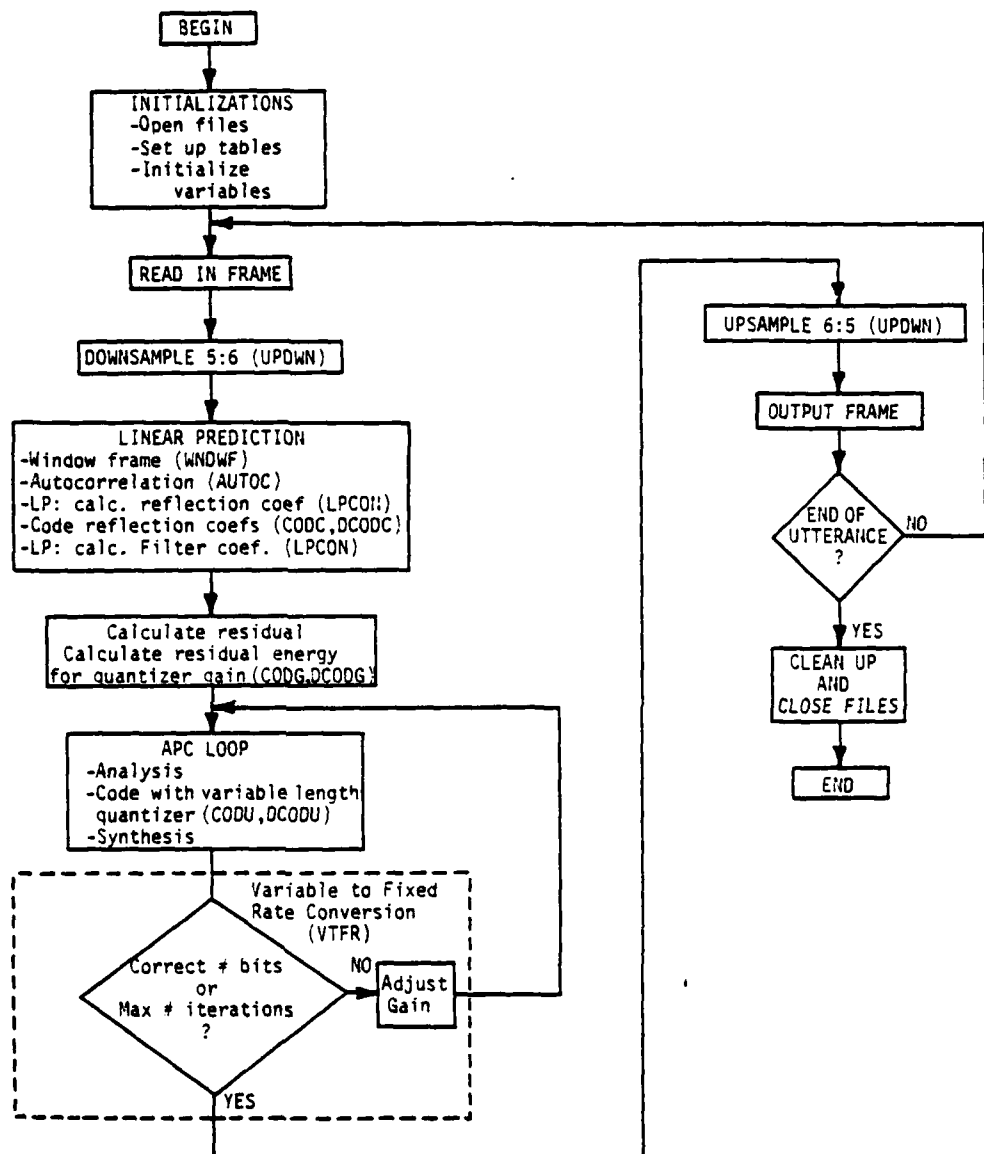 BEGIN
INITIALIZATIONS
-Open files
-Set up tables
-Initialize
variables
READ IN FRAME
DOWNSAMPLE 5:6 (UPDWN)
LINEAR PREDICTION
-Window frame (WNDWF)
-Autocorrelation (AUTOC)
-LP: calc. reflection coef (LPCON)
-Code reflection coefs (CODC,DCODC)
-LP: calc. Filter coef. (LPCON)
Calculate residual
Calculate residual energy
for quantizer gain (CODG,DCODG)
APC LOOP
-Analysis
-Code with variable length
quantizer (CODU,DCODU)
-Synthesis
Variable to Fixed
Rate Conversion
(VTFR)
Correct # bits
or
Max # iterations
?
NO
Adjust
Gain
YES
UPSAMPLE 6:5 (UPDWN)
OUTPUT FRAME
END OF
UTTERANCE
?
NO
YES
CLEAN UP
AND
CLOSE FILES
END